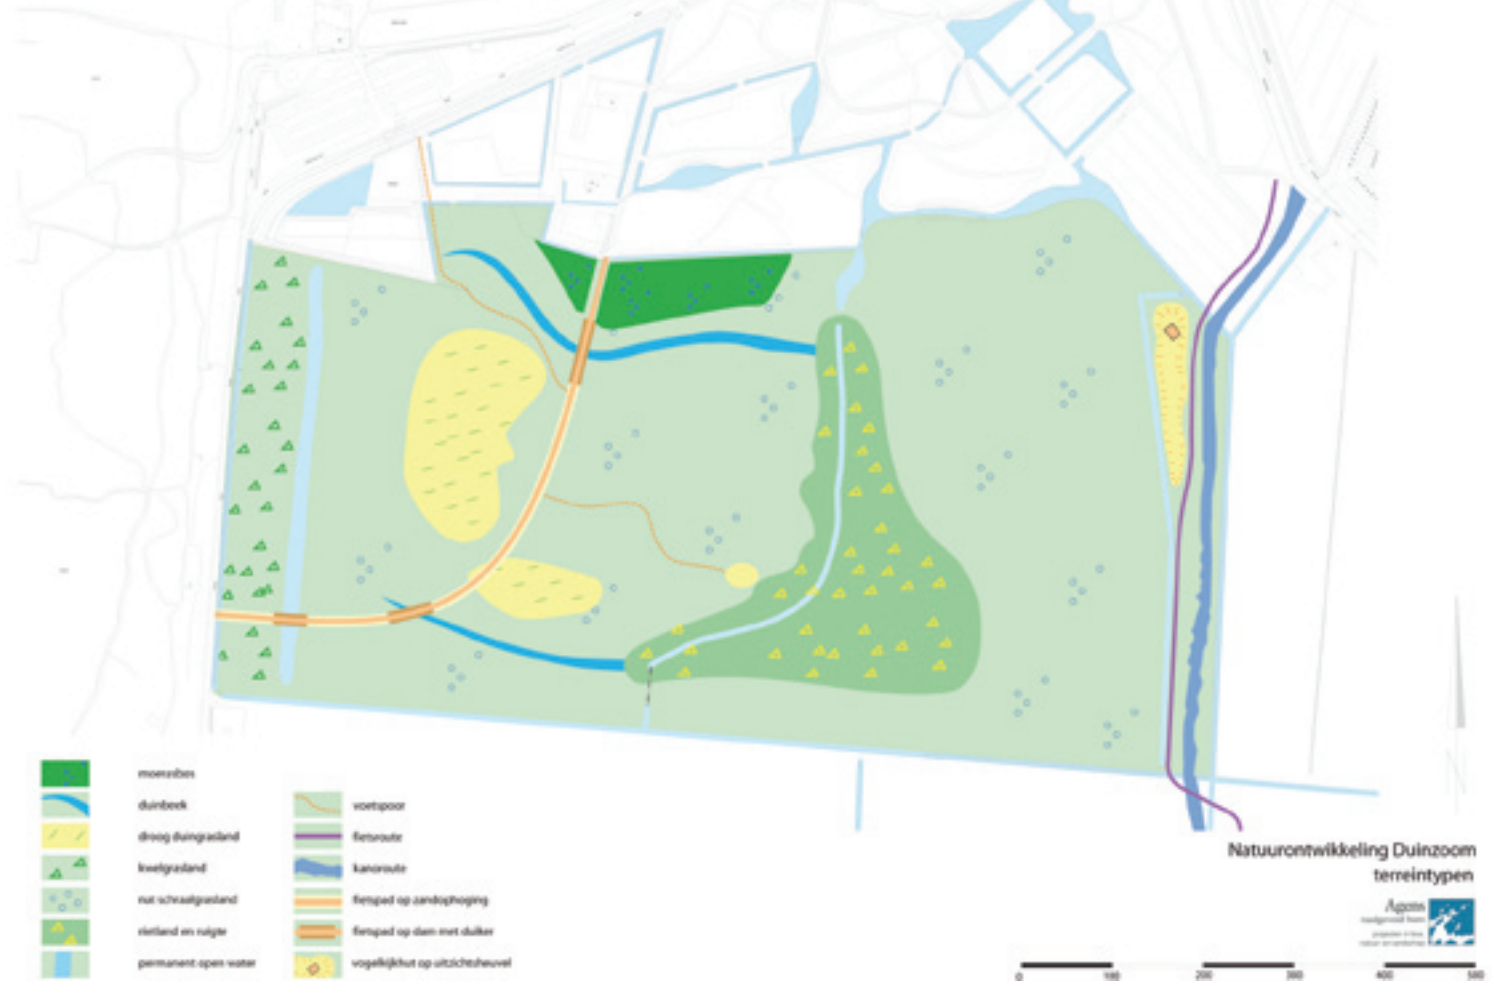 moerasbos
duinbeek
droog duingrasland
kwelgrasland
nat schraalgrasland
rietland en ruigte
permanent open water
voetspoor
fietsroute
kanoroute
fietspad op zandophoging
fietspad op dam met duiker
vogelkijkhut op uitzichtsheuvel
Natuurontwikkeling Duinzoom
terreintypen
Agens
0 100 200 300 400 500